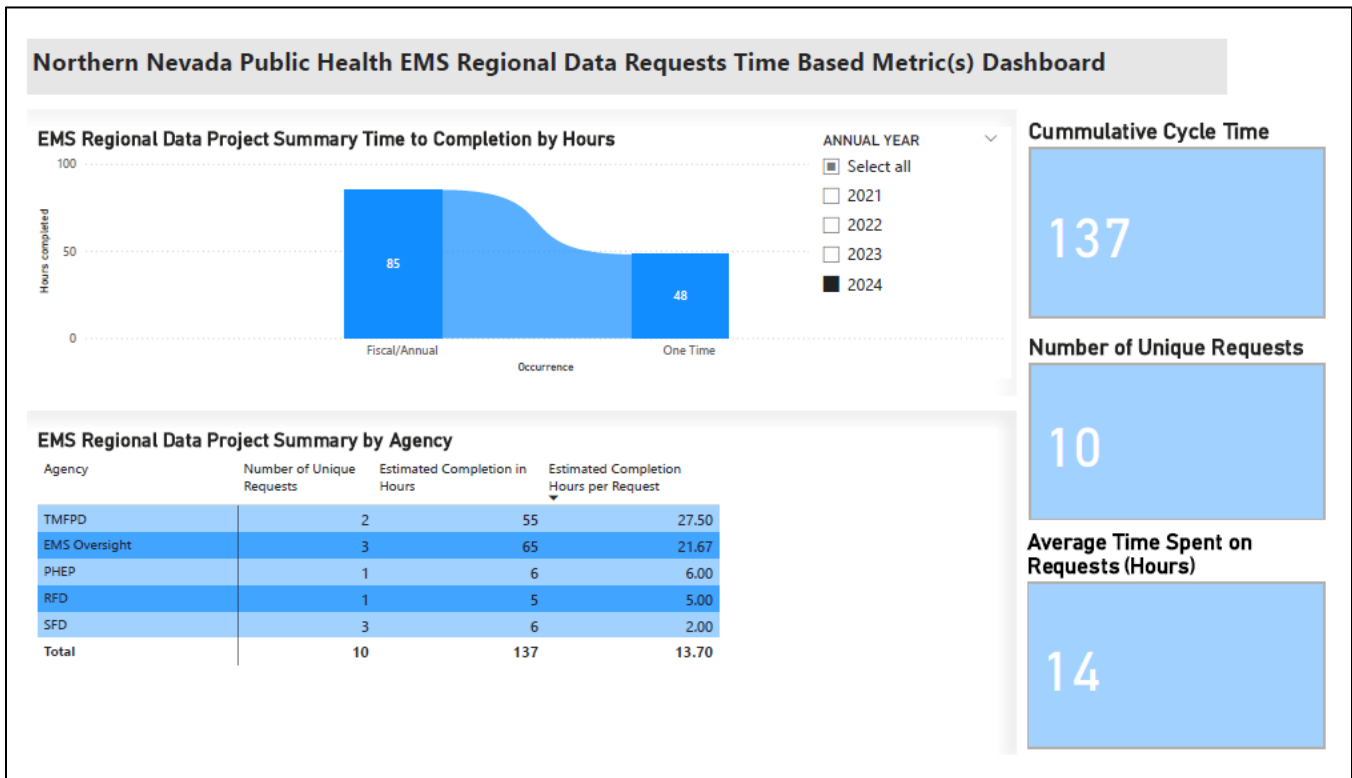 Northern Nevada Public Health EMS Regional Data Requests Time Based Metric(s) Dashboard
EMS Regional Data Project Summary Time to Completion by Hours
100
50
0
Hours completed
85
48
Fiscal/Annual
One Time
Occurrence
ANNUAL YEAR
Select all
2021
2022
2023
2024
Cummulative Cycle Time
137
Number of Unique Requests
10
Average Time Spent on
Requests (Hours)
14
EMS Regional Data Project Summary by Agency
Agency Number of Unique Estimated Completion in Estimated Completion
Requests Hours Hours per Request
TMFPD 2 55 27.50
EMS Oversight 3 65 21.67
PHEP 1 6 6.00
RFD 1 5 5.00
SFD 3 6 2.00
Total 10 137 13.70